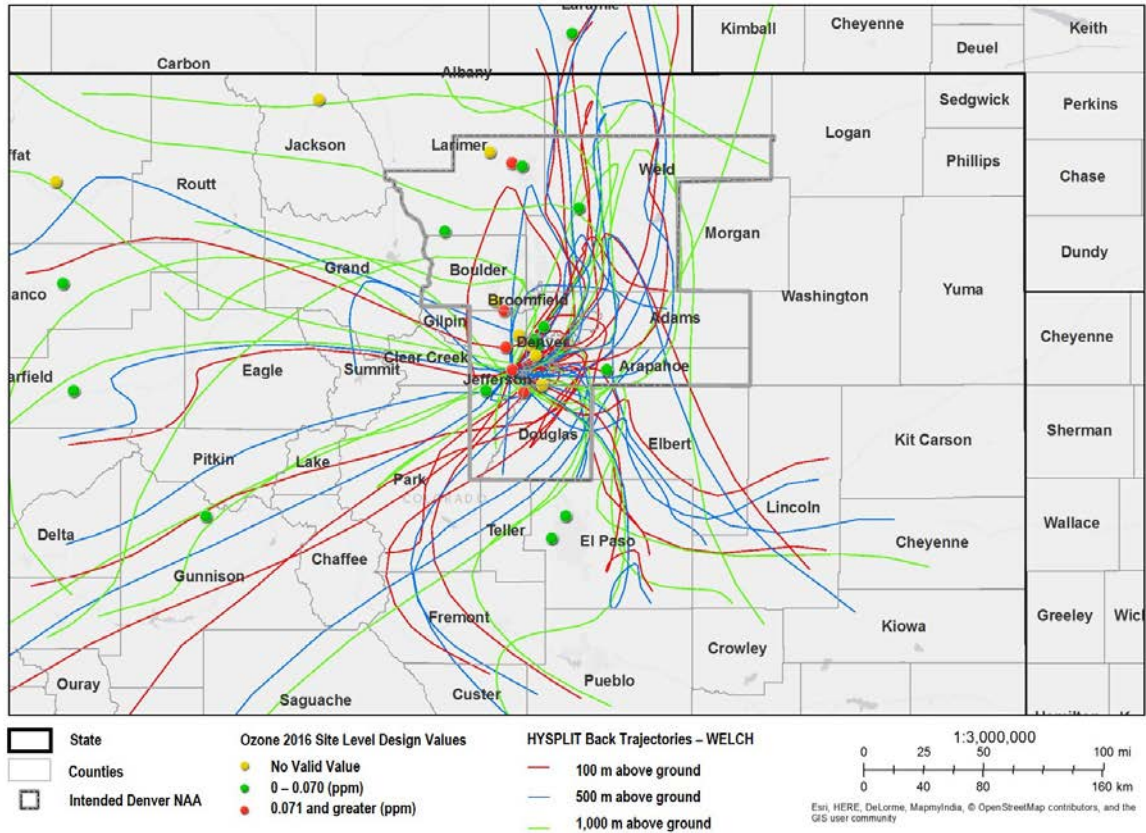 Laramie
Kimball
Cheyenne
Keith
Deuel
Carbon
Albany
Sedgwick
Perkins
Logan
Jackson
Larimer
Phillips
ffat
Weld
Chase
Routt
Morgan
Dundy
Grand
Boulder
anco
Washington
Yuma
Broomfield
Gilpin
Adams
Cheyenne
Denver
Clear Creek
arfield
Eagle
Summit
Jefferson
Arapahoe
Douglas
Elbert
Kit Carson
Sherman
Pitkin
Lake
Park
COLORADO
Lincoln
Delta
Teller
El Paso
Wallace
Cheyenne
Chaffee
Gunnison
Fremont
Greeley
Wicl
Kiowa
Crowley
Ouray
Pueblo
Custer
Saguache
State
Counties
Intended Denver NAA
Ozone 2016 Site Level Design Values
No Valid Value
0 – 0.070 (ppm)
0.071 and greater (ppm)
HYSPLIT Back Trajectories – WELCH
100 m above ground
500 m above ground
1,000 m above ground
1:3,000,000
0 25 50 100 mi
0 40 80 160 km
Esri, HERE, DeLorme, MapmyIndia, © OpenStreetMap contributors, and the
GIS user community